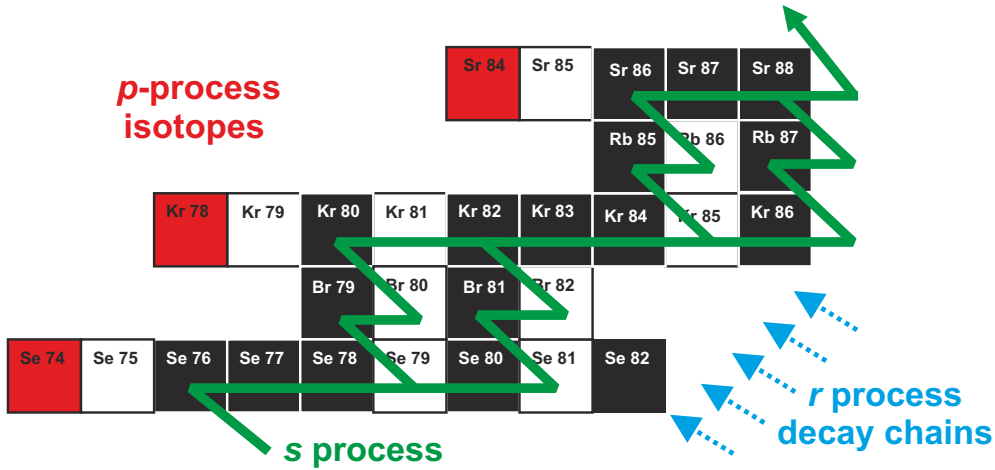 Sr 84 Sr 85 Sr 86 Sr 87 Sr 88
p-process
isotopes
Rb 85 Rb 86 Rb 87
Kr 78 Kr 79 Kr 80 Kr 81 Kr 82 Kr 83 Kr 84 Kr 85 Kr 86
Br 79 Br 80 Br 81 Br 82
Se 74 Se 75 Se 76 Se 77 Se 78 Se 79 Se 80 Se 81 Se 82
r process
decay chains
s process